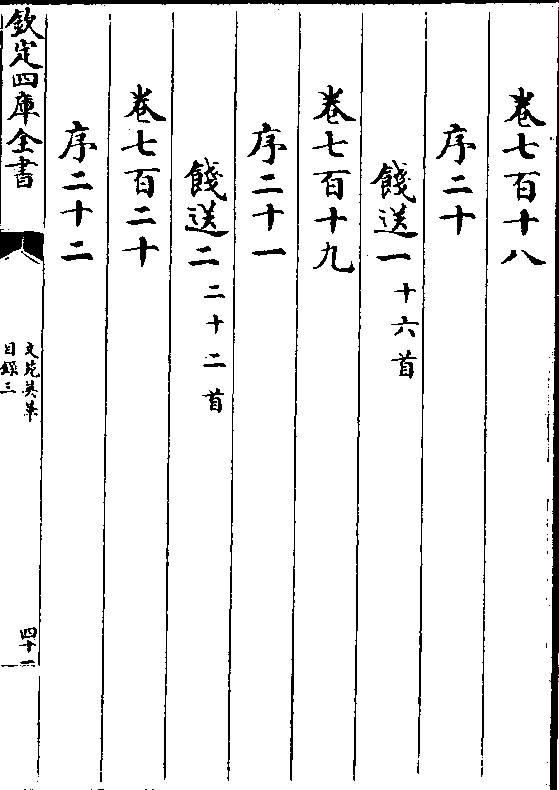 卷七百十八
序二十
餞送一十六首
卷七百十九
序二十一
餞送二二十二首
卷七百二十
序二十二
欽定四庫全書
文苑英華
目錄三
四十一